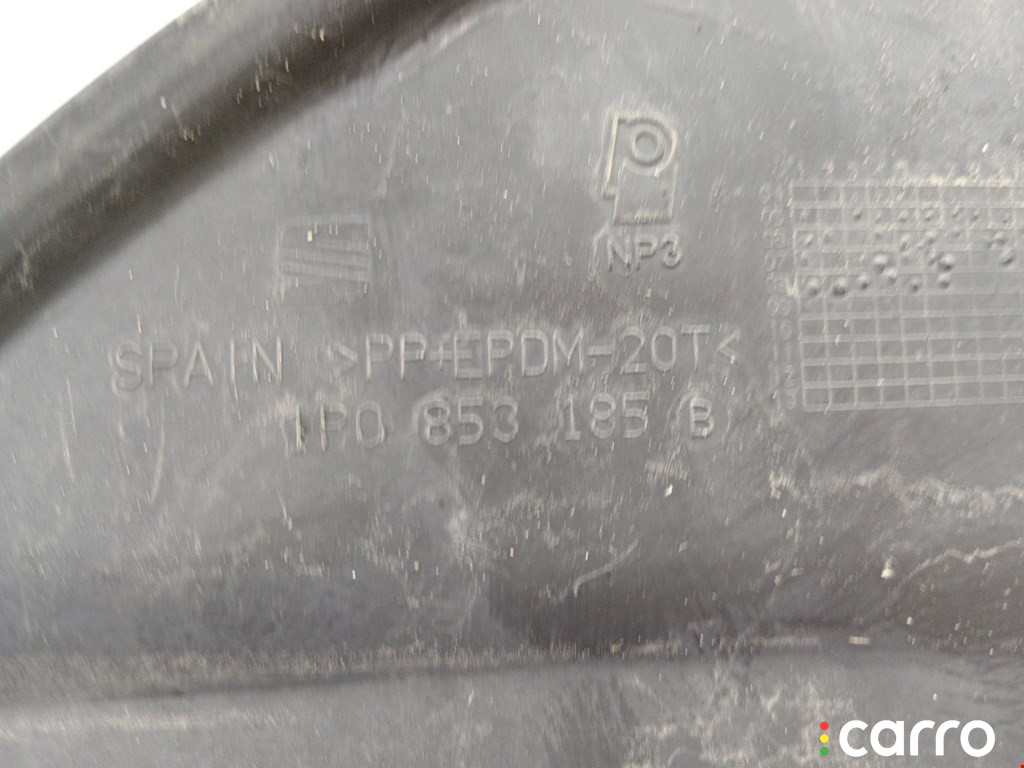 NP3
SPAIN >PP+EPDM-20T<
1P0 853 185 B
carro